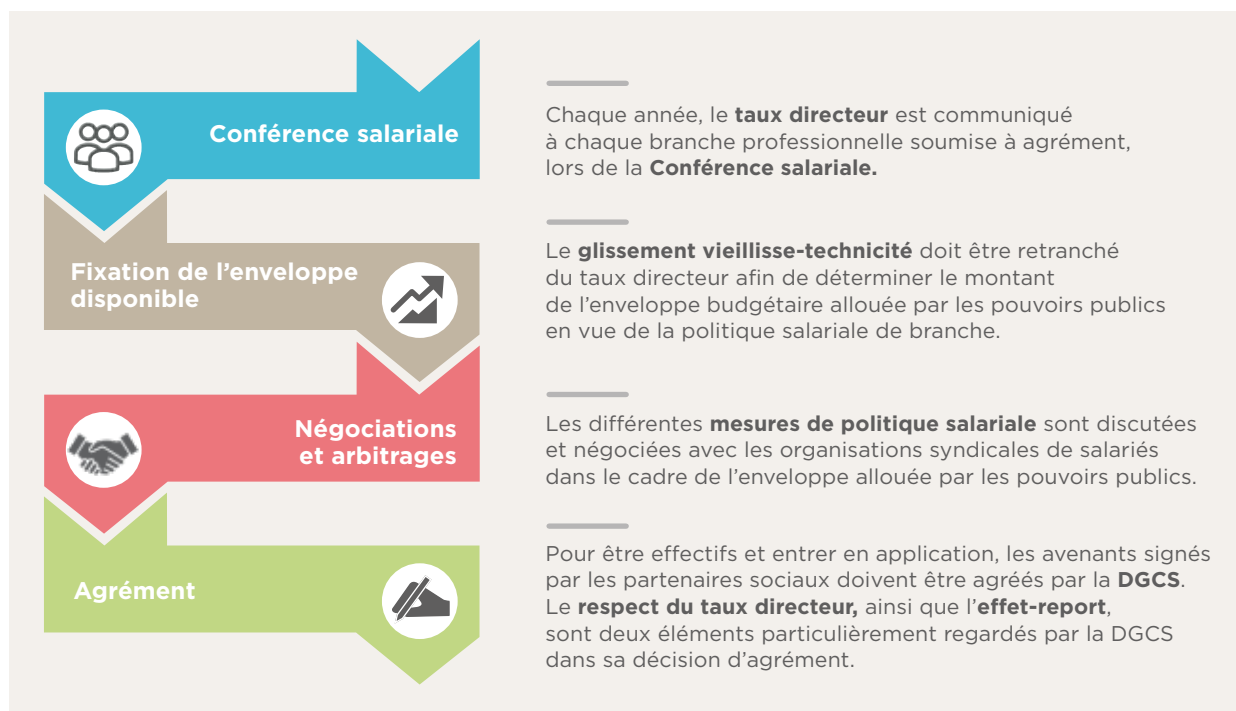 Conférence salariale
Chaque année, le taux directeur est communiqué
à chaque branche professionnelle soumise à agrément,
lors de la Conférence salariale.
Fixation de l’enveloppe
disponible
Le glissement vieillisse-technicité doit être retranché
du taux directeur afin de déterminer le montant
de l’enveloppe budgétaire allouée par les pouvoirs publics
en vue de la politique salariale de branche.
Négociations
et arbitrages
Les différentes mesures de politique salariale sont discutées
et négociées avec les organisations syndicales de salariés
dans le cadre de l’enveloppe allouée par les pouvoirs publics.
Agrément
Pour être effectifs et entrer en application, les avenants signés
par les partenaires sociaux doivent être agréés par la DGCS.
Le respect du taux directeur, ainsi que l’effet-report,
sont deux éléments particulièrement regardés par la DGCS
dans sa décision d’agrément.